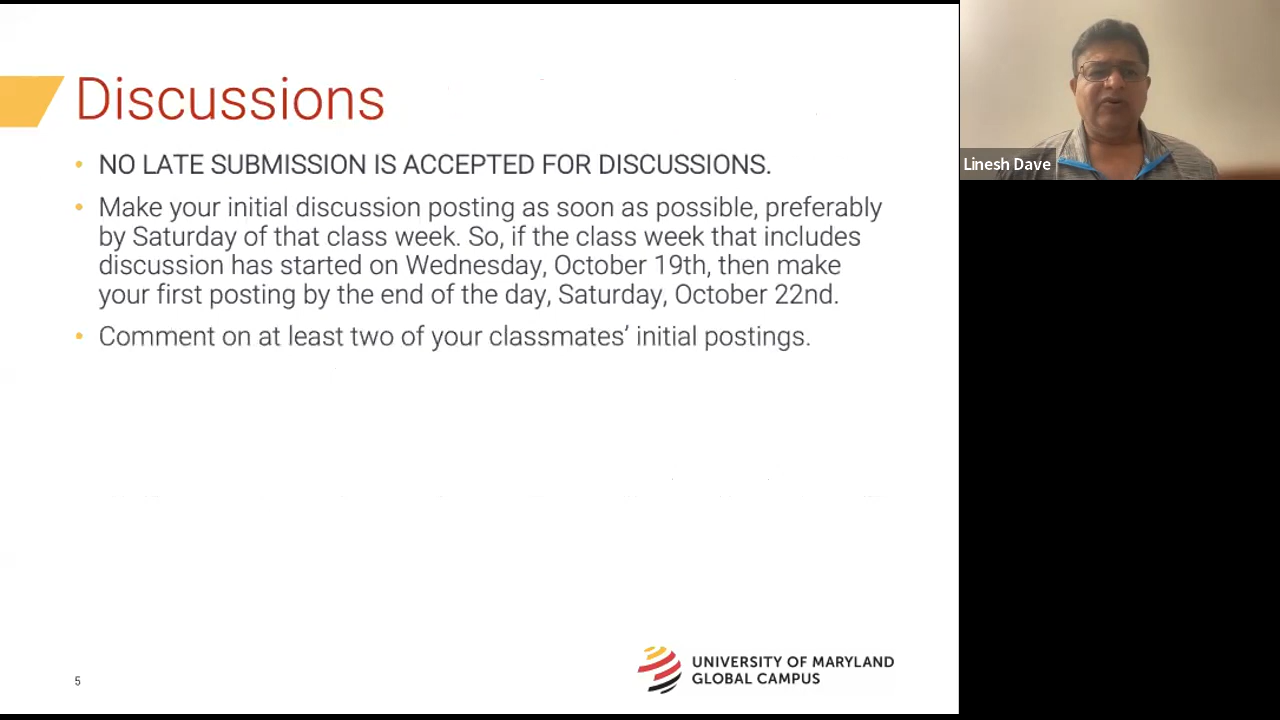 Discussions
• NO LATE SUBMISSION IS ACCEPTED FOR DISCUSSIONS.
• Make your initial discussion posting as soon as possible, preferably
by Saturday of that class week. So, if the class week that includes
discussion has started on Wednesday, October 19th, then make
your first posting by the end of the day, Saturday, October 22nd.
• Comment on at least two of your classmates’ initial postings.
5
UNIVERSITY OF MARYLAND
GLOBAL CAMPUS
Linesh Dave